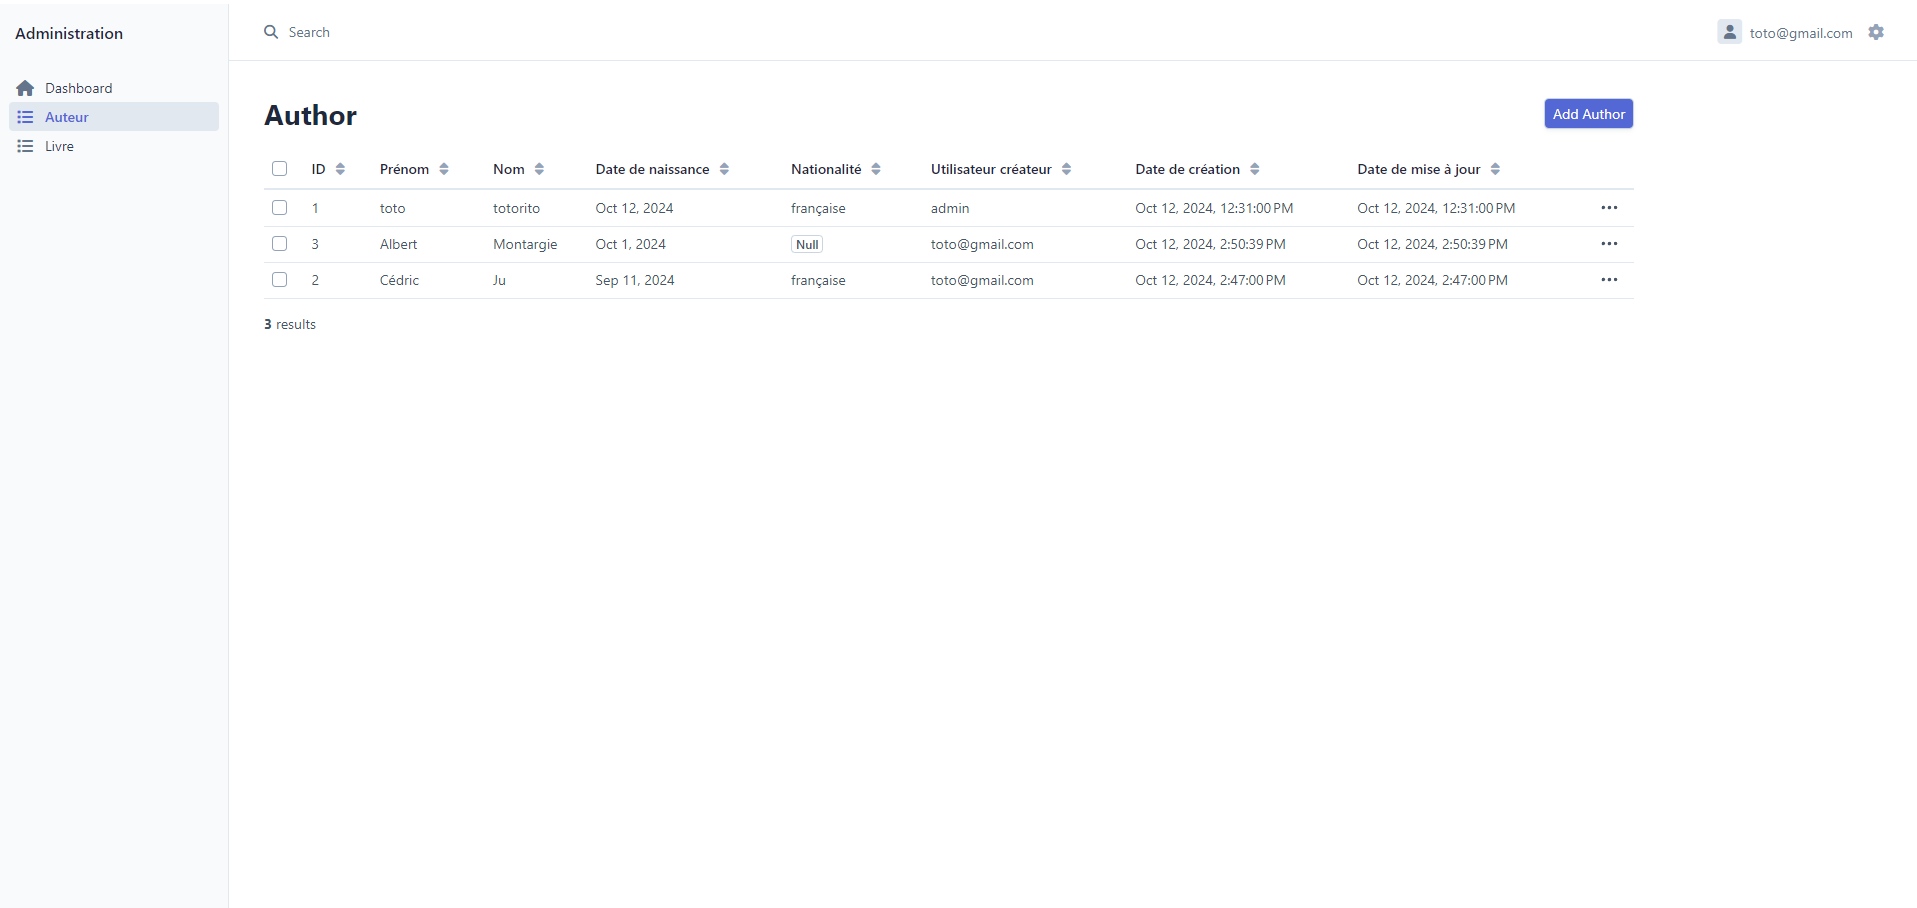 Administration
Search
toto@gmail.com
Dashboard
Auteur
Livre
Author
Add Author
ID Prénom Nom Date de naissance Nationalité Utilisateur créateur Date de création Date de mise à jour
1 toto totorito Oct 12, 2024 française admin Oct 12, 2024, 12:31:00 PM Oct 12, 2024, 12:31:00 PM
3 Albert Montargie Oct 1, 2024 Null toto@gmail.com Oct 12, 2024, 2:50:39 PM Oct 12, 2024, 2:50:39 PM
2 Cédric Ju Sep 11, 2024 française toto@gmail.com Oct 12, 2024, 2:47:00 PM Oct 12, 2024, 2:47:00 PM
3 results